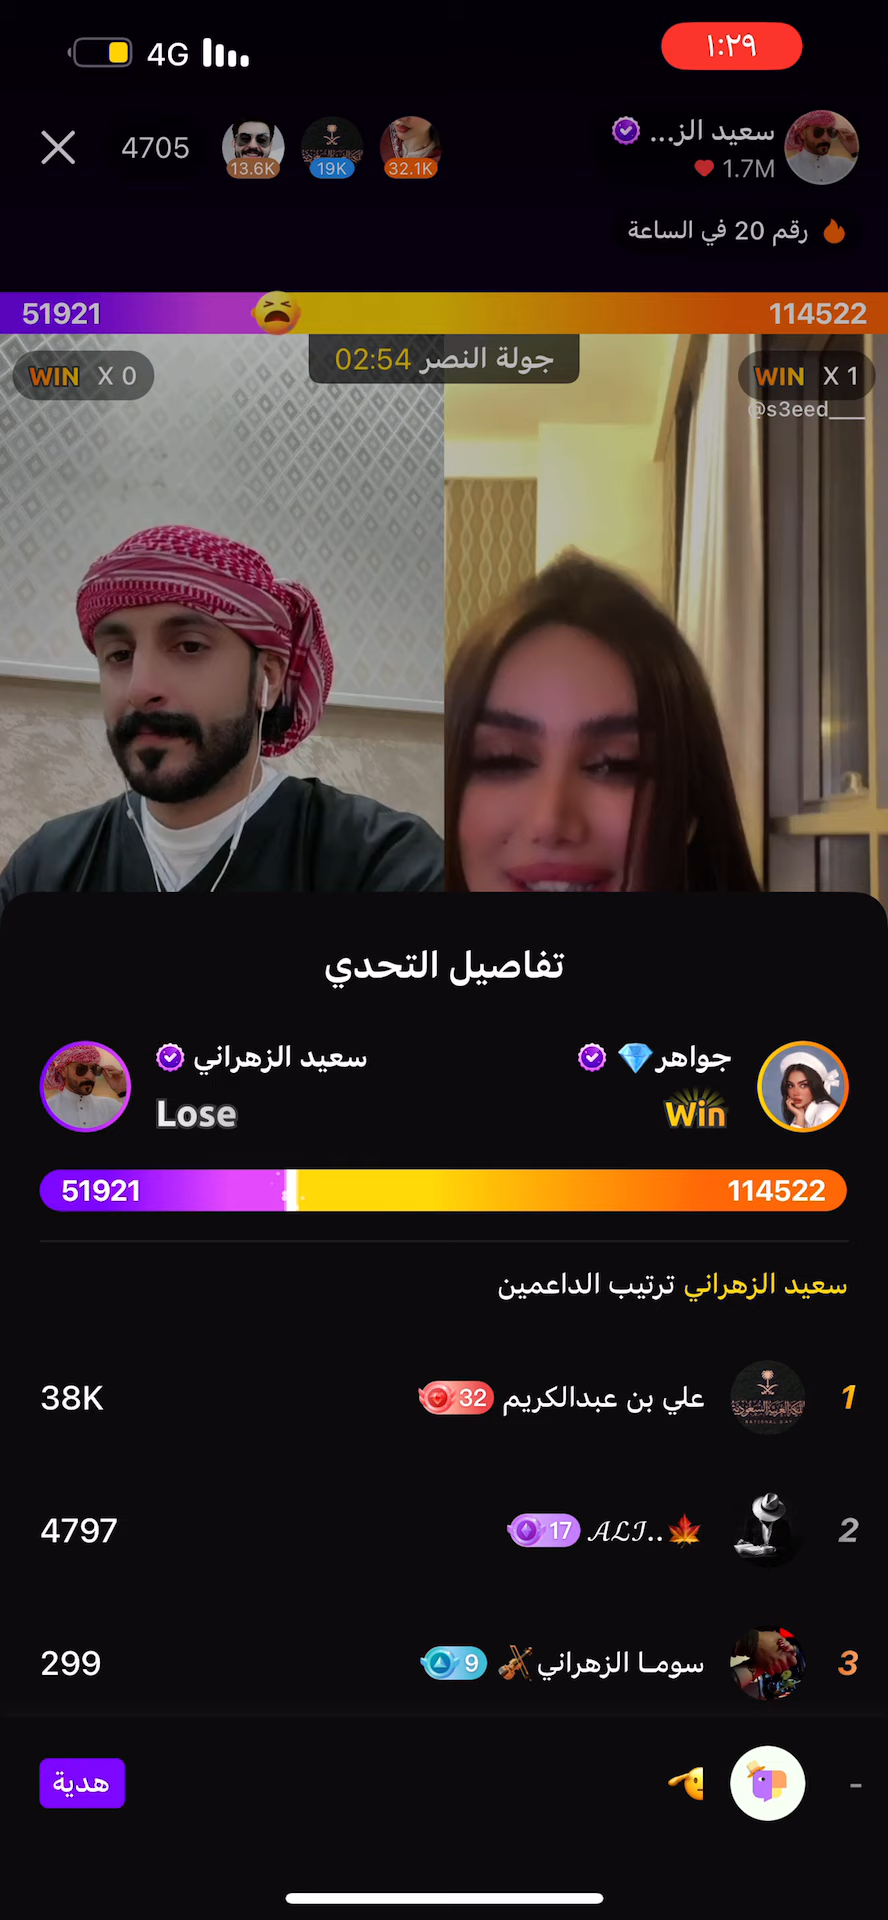 4G
١:٢٩
سعيد الز...
1.7M
32.1K
19K
13.6K
4705
رقم 20 في الساعة
51921
114522
جولة النصر 02:54
WIN X 0
WIN X 1
@s3eed___
تفاصيل التحدي
جواهر
Win
سعيد الزهراني
Lose
51921
114522
سعيد الزهراني ترتيب الداعمين
1
علي بن عبدالكريم
32
38K
2
𝓐𝓛𝓘..
17
4797
3
سومـا الزهراني
9
299
-
هدية